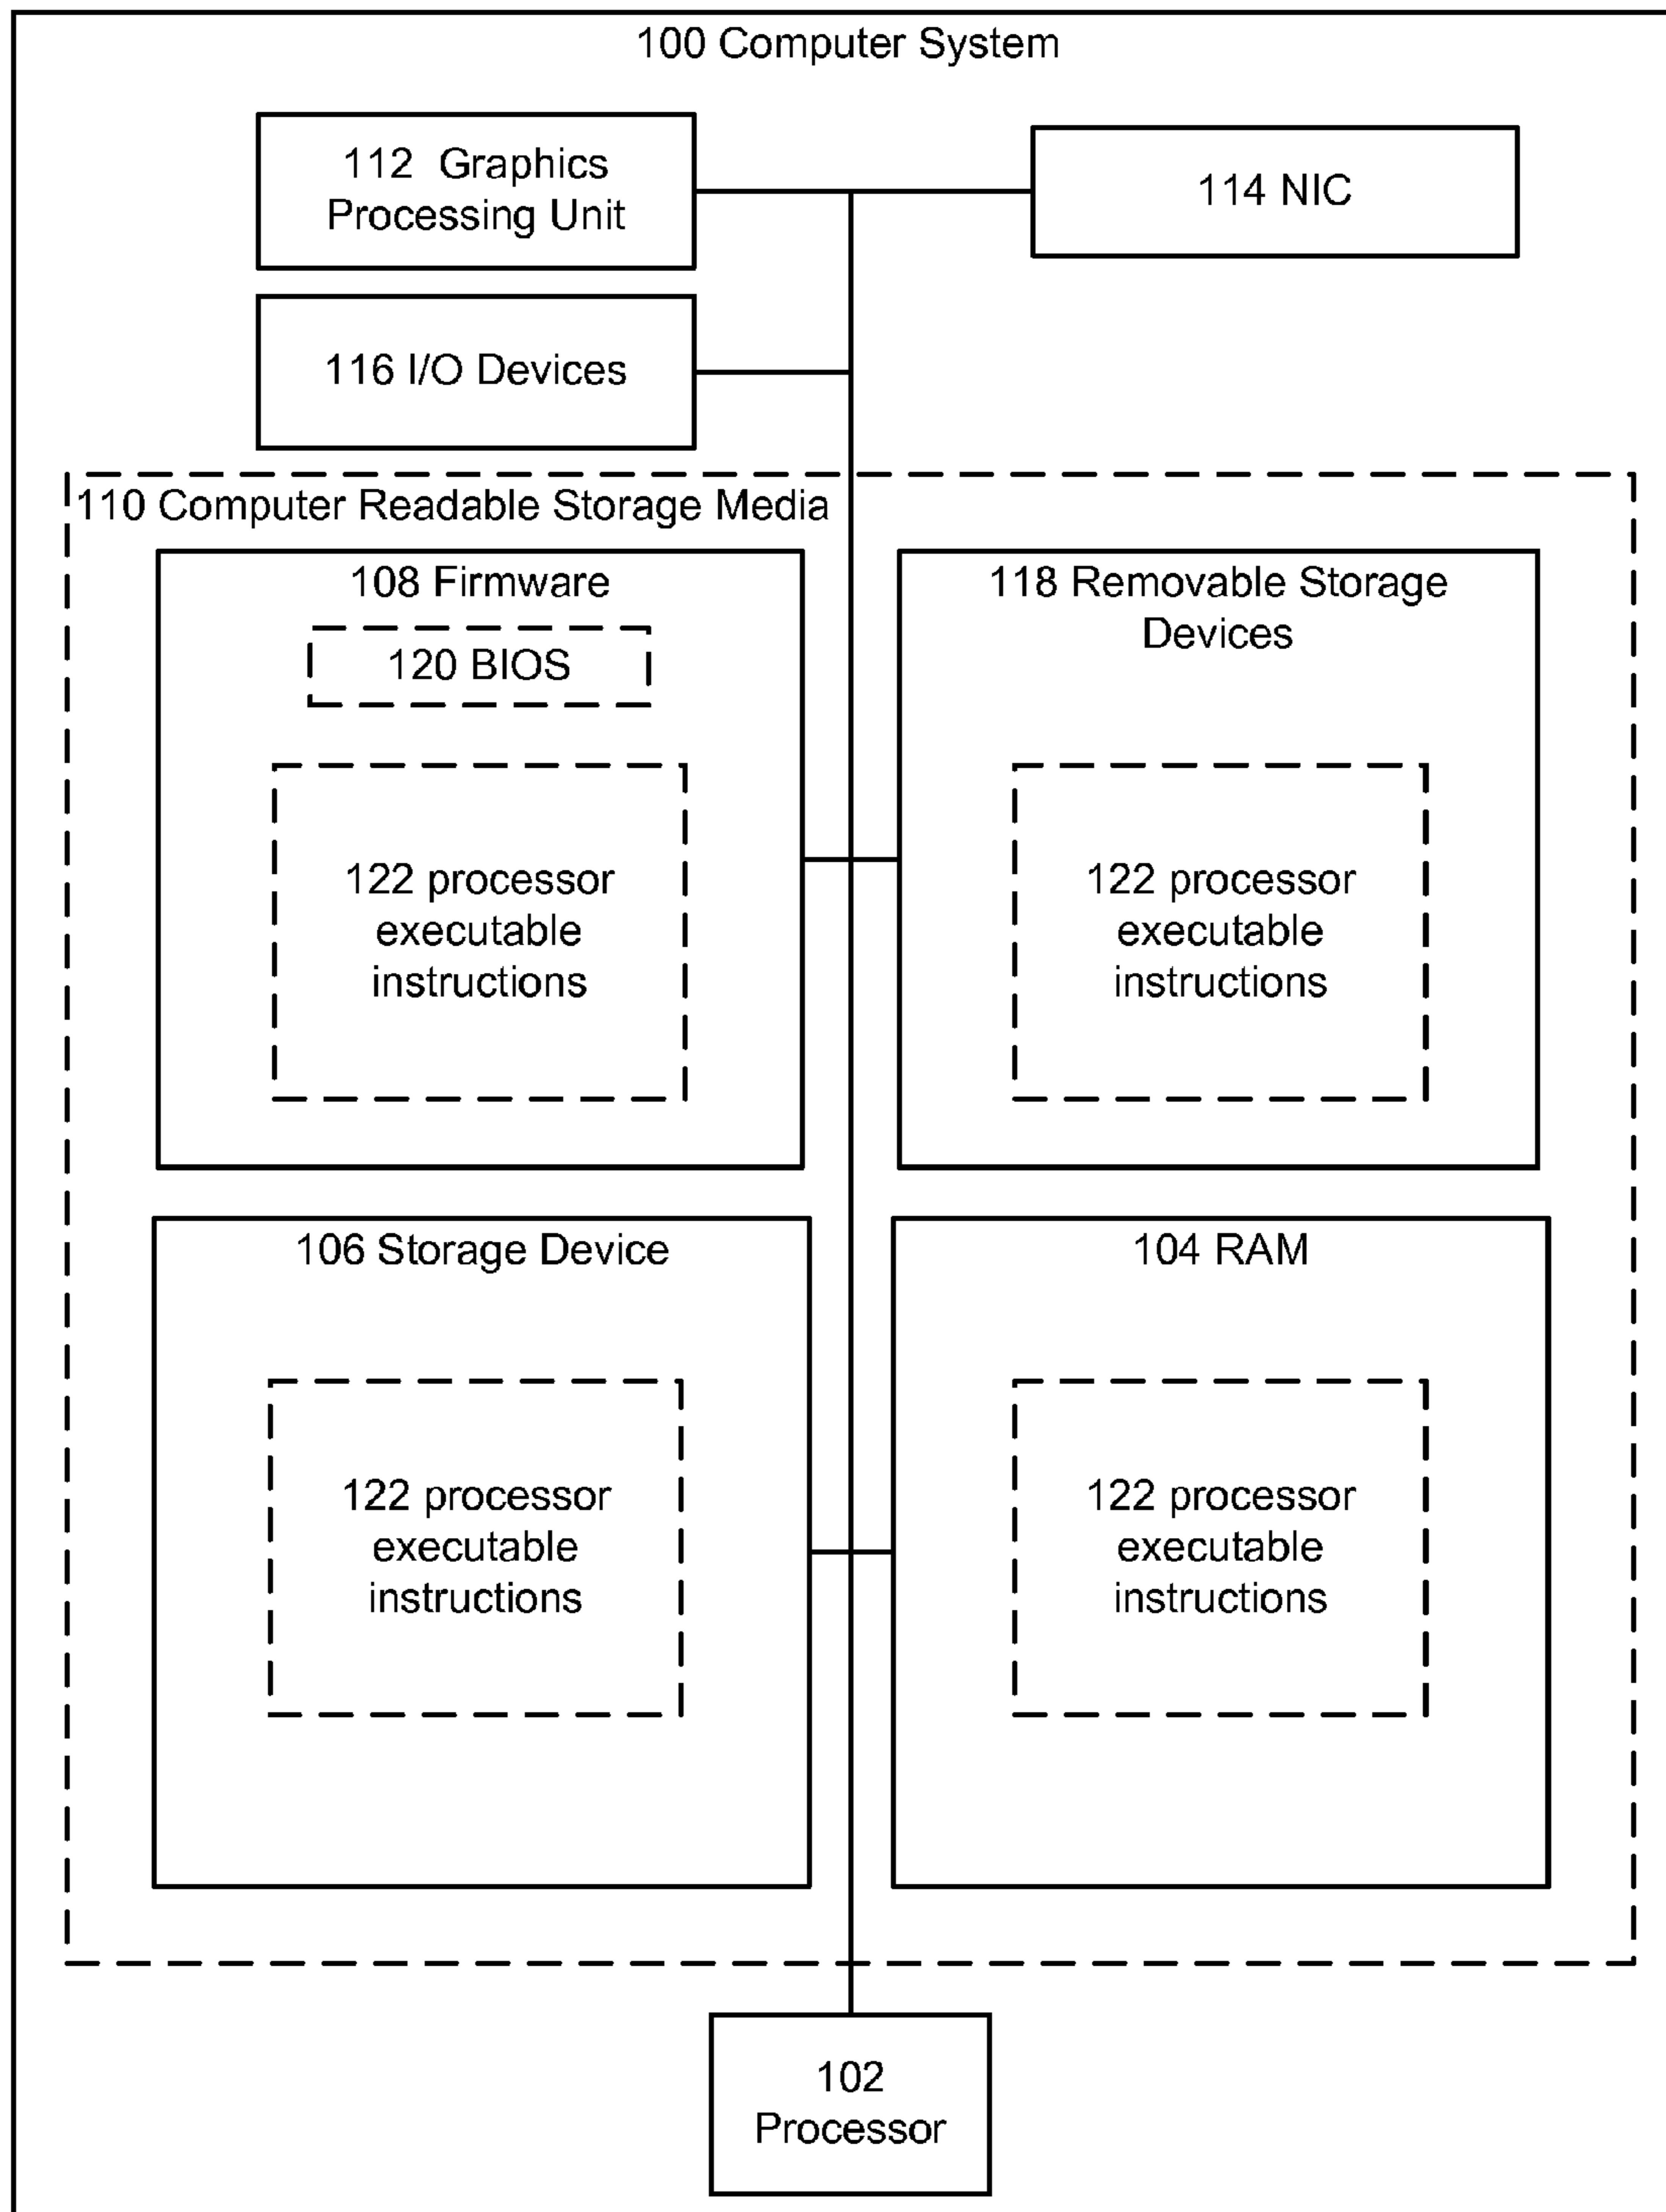 100 Computer System
112 Graphics
Processing Unit
114 NIC
116 I/O Devices
110 Computer Readable Storage Media
108 Firmware
120 BIOS
122 processor
executable
instructions
118 Removable Storage
Devices
122 processor
executable
instructions
106 Storage Device
122 processor
executable
instructions
104 RAM
122 processor
executable
instructions
102
Processor